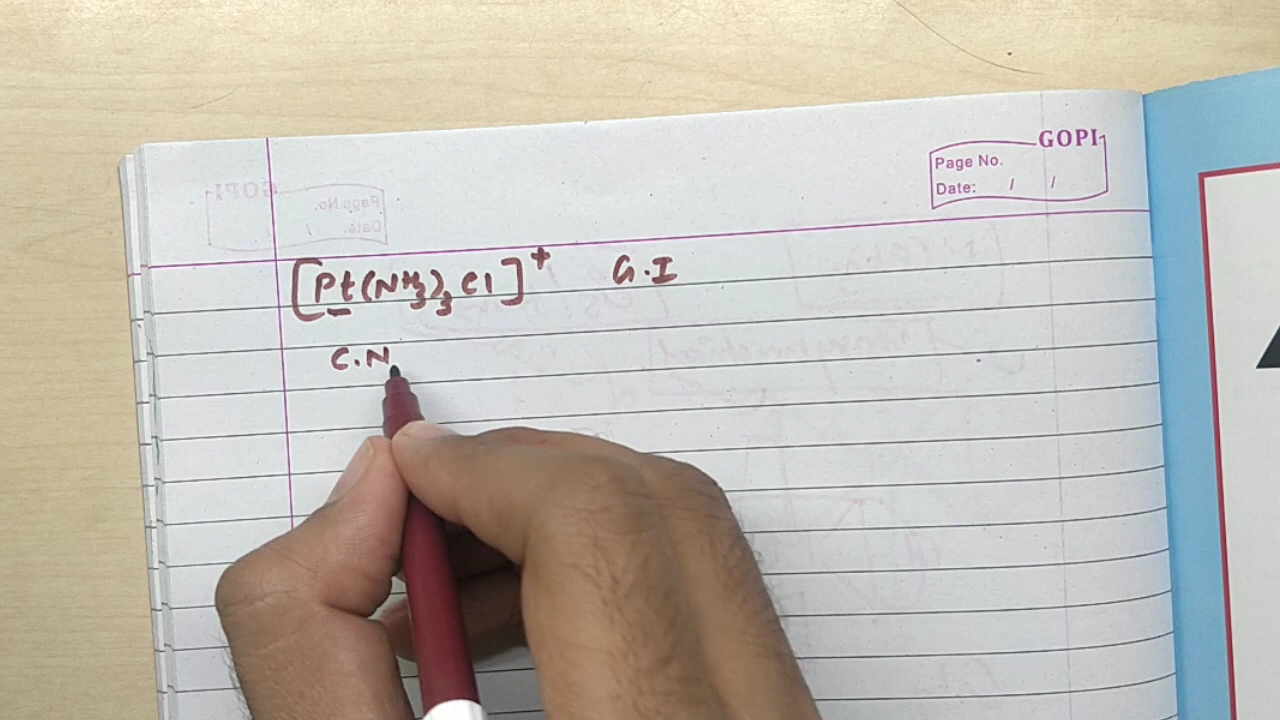 GOPI
Page No.
Date: / /
[Pt(NH3)3Cl]+ G.I
C.N